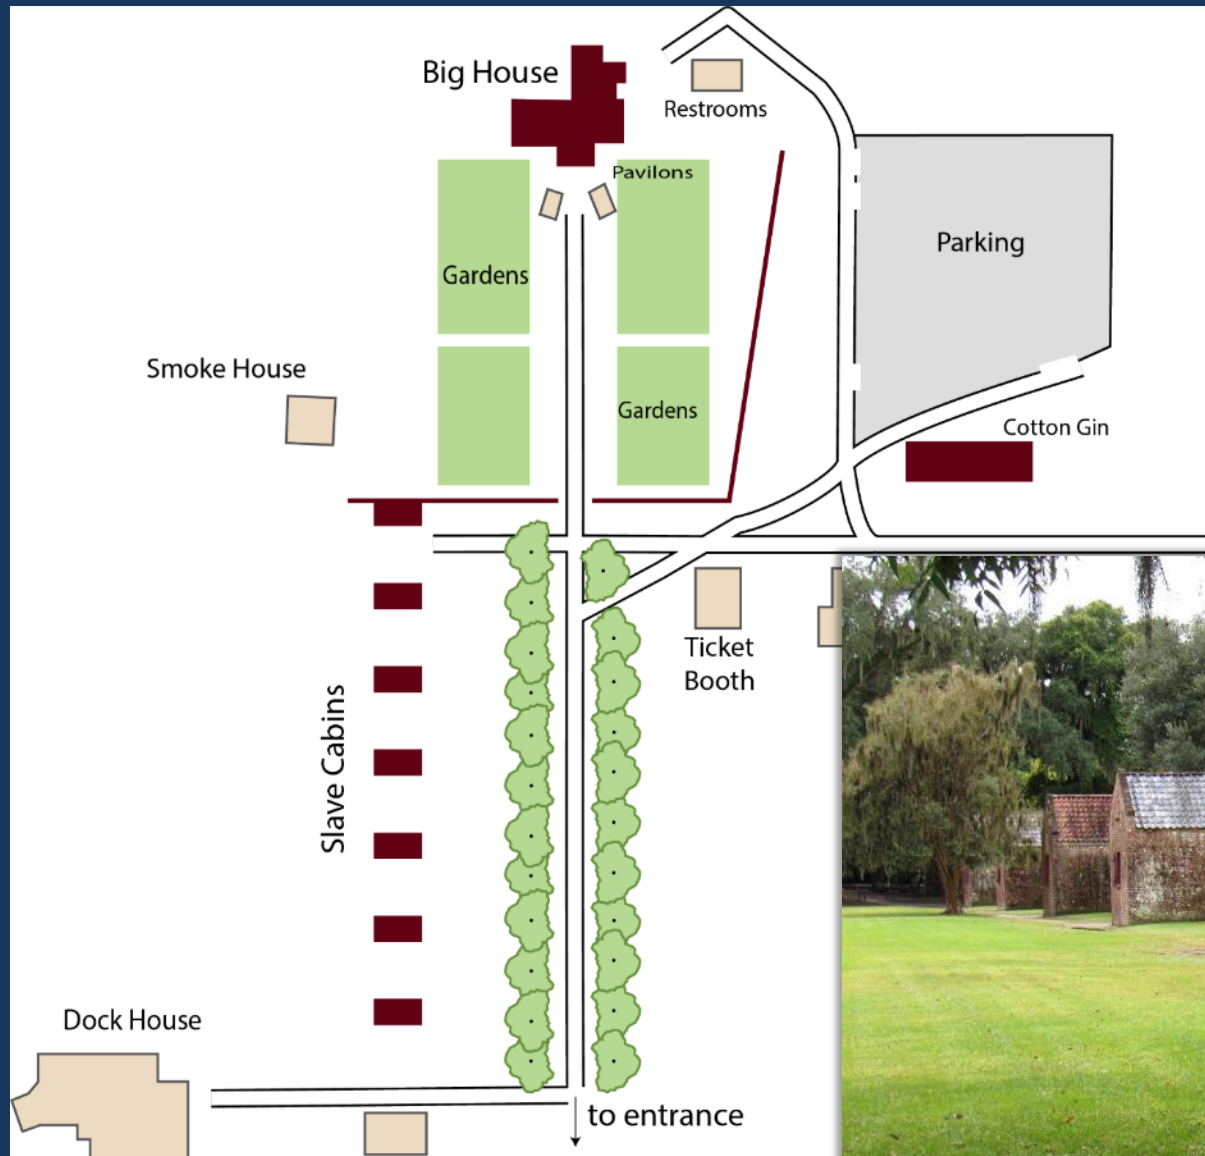 Big House
Restrooms
Pavilons
Parking
Gardens
Smoke House
Gardens
Cotton Gin
Ticket
Booth
Slave Cabins
Dock House
to entrance